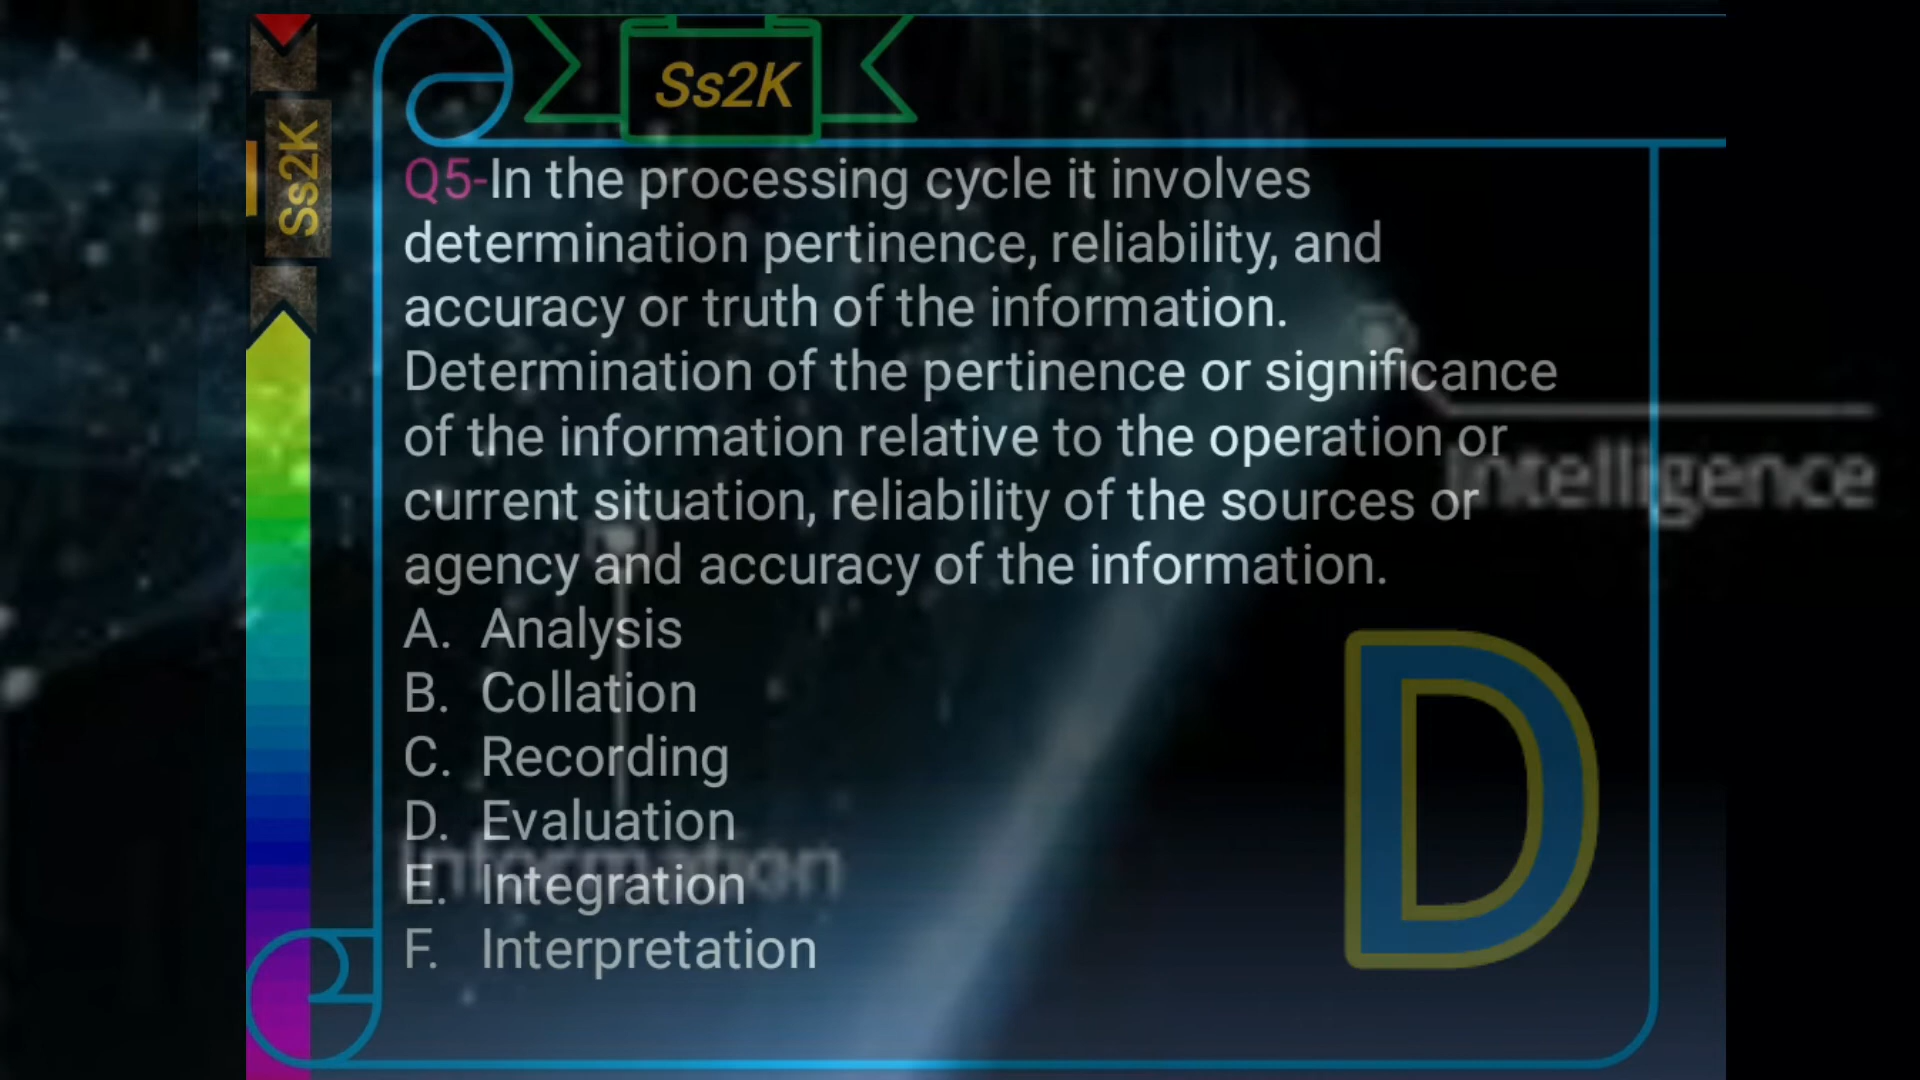 Ss2K
Ss2K
Q5-In the processing cycle it involves
determination pertinence, reliability, and
accuracy or truth of the information.
Determination of the pertinence or significance
of the information relative to the operation or
current situation, reliability of the sources or
agency and accuracy of the information.
Intelligence
A. Analysis
B. Collation
C. Recording
D. Evaluation
Information
E. Integration
F. Interpretation
D